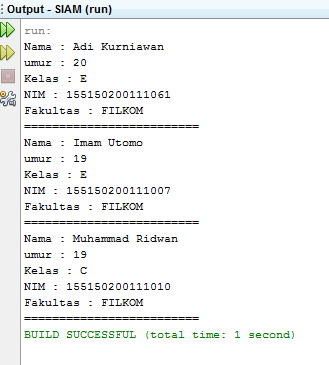 Output - SIAM (run)
run:
Nama : Adi Kurniawan
umur : 20
Kelas : E
NIM : 155150200111061
Fakultas : FILKOM
=========================
Nama : Imam Utomo
umur : 19
Kelas : E
NIM : 155150200111007
Fakultas : FILKOM
=========================
Nama : Muhammad Ridwan
umur : 19
Kelas : C
NIM : 155150200111010
Fakultas : FILKOM
=========================
BUILD SUCCESSFUL (total time: 1 second)